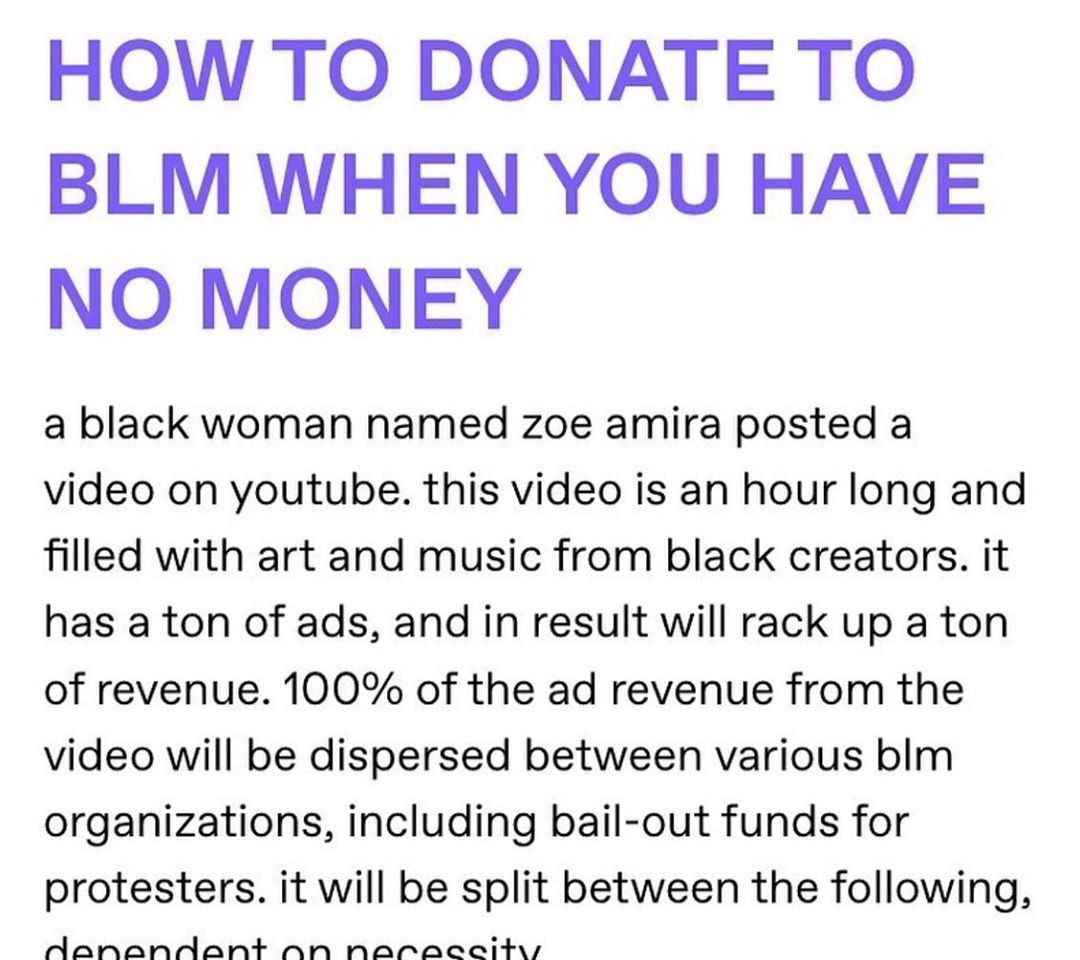 HOW TO DONATE TO
BLM WHEN YOU HAVE
NO MONEY
a black woman named zoe amira posted a
video on youtube. this video is an hour long and
filled with art and music from black creators. it
has a ton of ads, and in result will rack up a ton
of revenue. 100% of the ad revenue from the
video will be dispersed between various blm
organizations, including bail-out funds for
protesters. it will be split between the following,
dependent on necessity